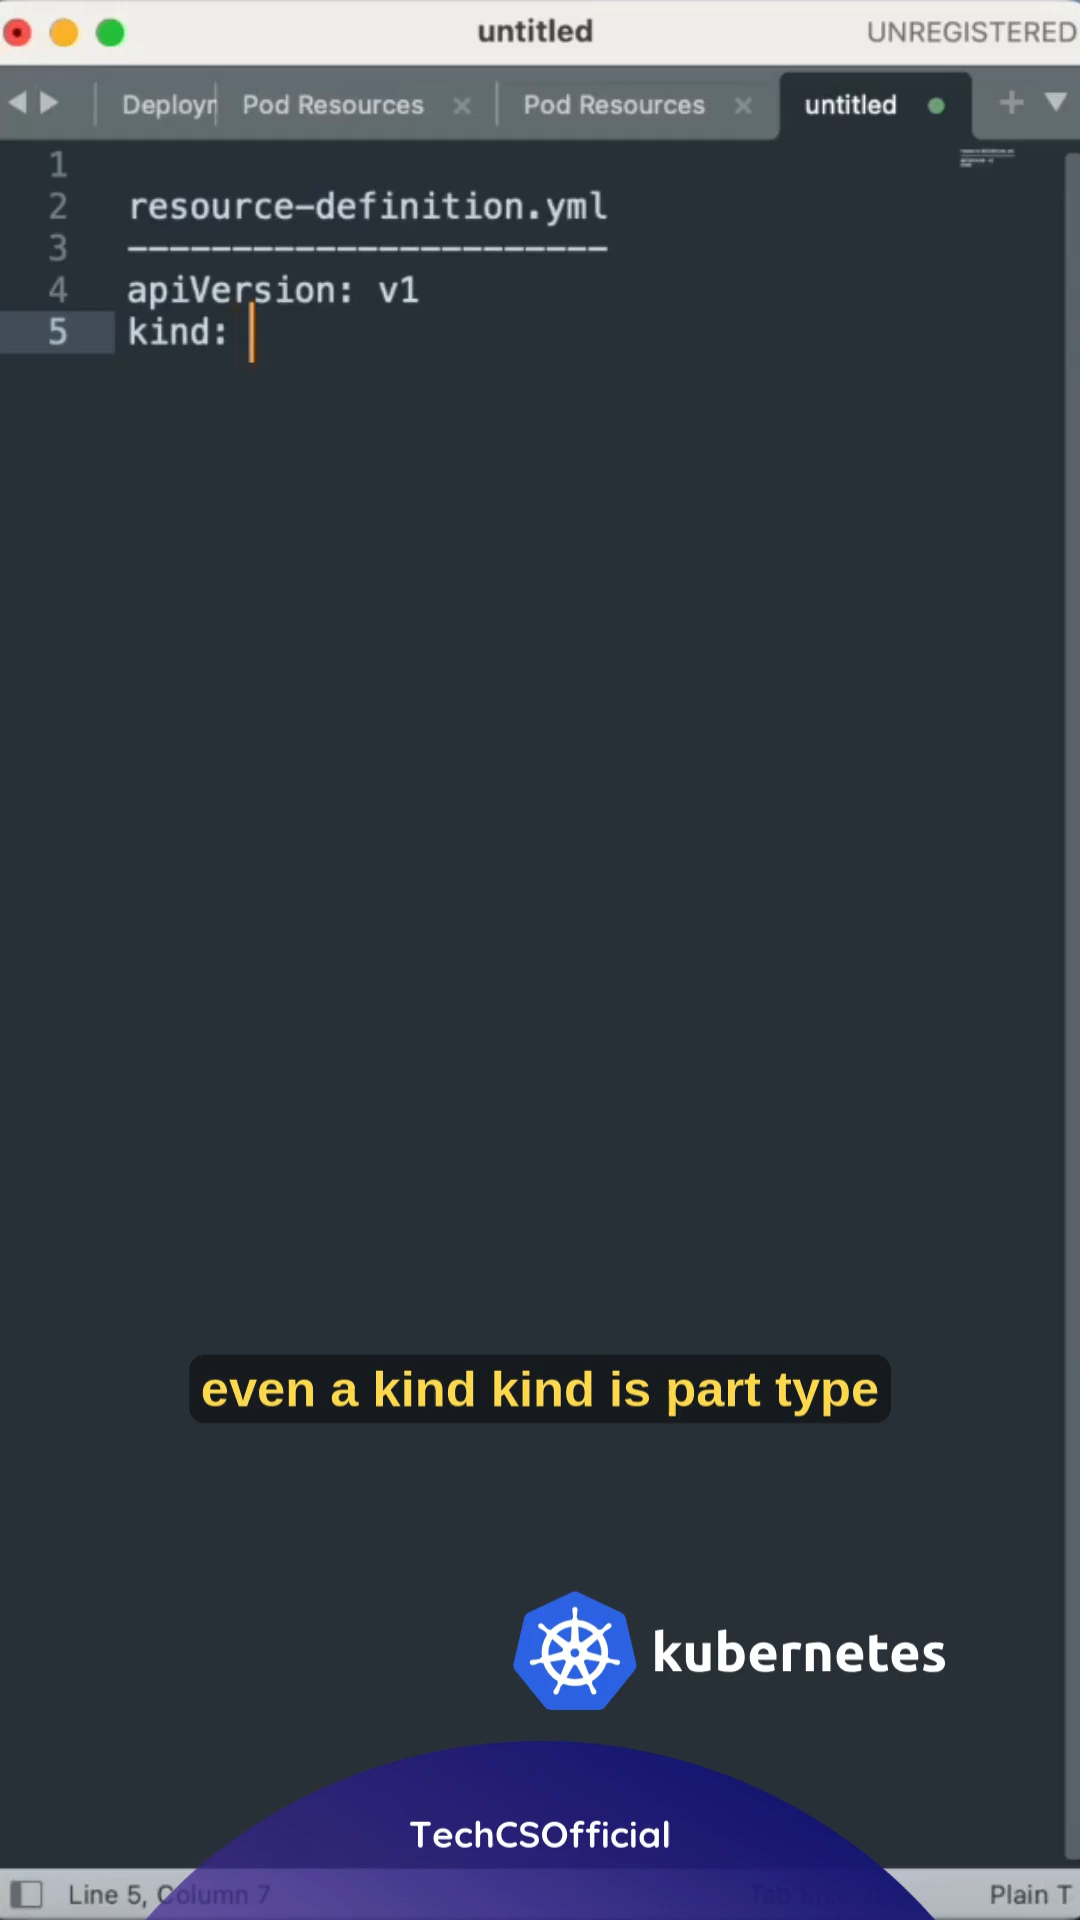 untitled
UNREGISTERED
Deployr
Pod Resources
Pod Resources
untitled
1
2 resource-definition.yml
3 -----------------------
4 apiVersion: v1
5 kind:
even a kind kind is part type
kubernetes
TechCSOfficial
Line 5, Column 7
Plain T